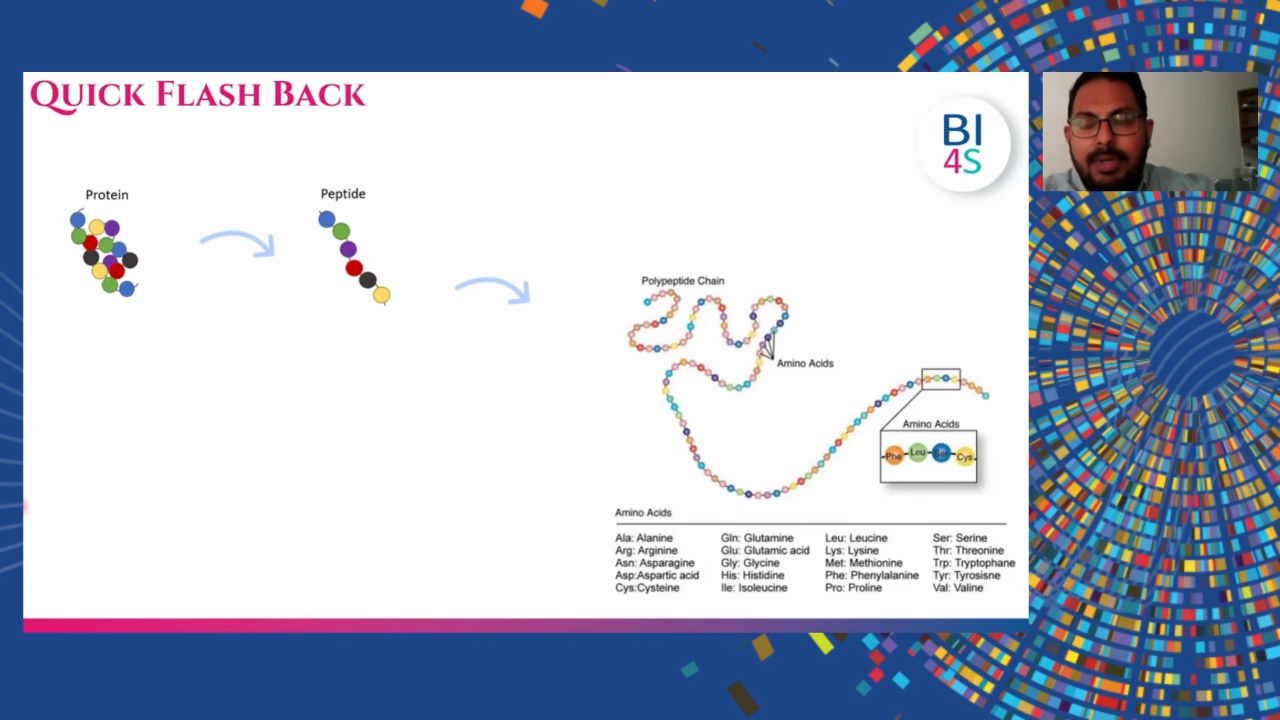 QUICK FLASH BACK
BI
4S
Protein
Peptide
Polypeptide Chain
Amino Acids
Amino Acids
Phe Leu Ser Cys
Amino Acids
Ala: Alanine Gln: Glutamine Leu: Leucine Ser: Serine
Arg: Arginine Glu: Glutamic acid Lys: Lysine Thr: Threonine
Asn: Asparagine Gly: Glycine Met: Methionine Trp: Tryptophane
Asp:Aspartic acid His: Histidine Phe: Phenylalanine Tyr: Tyrosisne
Cys:Cysteine Ile: Isoleucine Pro: Proline Val: Valine